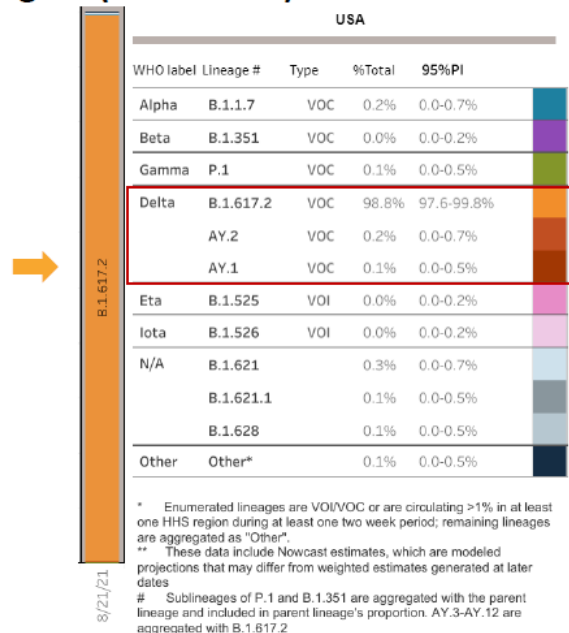 USA
WHO label Lineage # Type %Total 95%PI
Alpha B.1.1.7 VOC 0.2% 0.0-0.7%
Beta B.1.351 VOC 0.0% 0.0-0.2%
Gamma P.1 VOC 0.1% 0.0-0.5%
Delta B.1.617.2 VOC 98.8% 97.6-99.8%
AY.2 VOC 0.2% 0.0-0.7%
AY.1 VOC 0.1% 0.0-0.5%
Eta B.1.525 VOI 0.0% 0.0-0.2%
Iota B.1.526 VOI 0.0% 0.0-0.2%
N/A B.1.621 0.3% 0.0-0.7%
B.1.621.1 0.1% 0.0-0.5%
B.1.628 0.1% 0.0-0.5%
Other Other* 0.1% 0.0-0.5%
B.1.617.2
8/21/21
* Enumerated lineages are VOI/VOC or are circulating >1% in at least
one HHS region during at least one two week period; remaining lineages
are aggregated as "Other".
** These data include Nowcast estimates, which are modeled
projections that may differ from weighted estimates generated at later
dates
# Sublineages of P.1 and B.1.351 are aggregated with the parent
lineage and included in parent lineage's proportion. AY.3-AY.12 are
aggregated with B.1.617.2